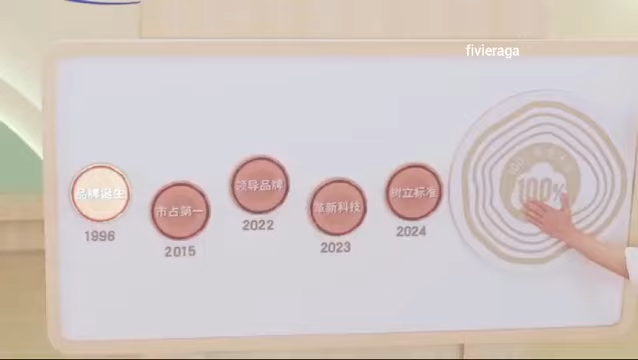 fivieraga
品牌诞生
市占第一
领导品牌
革新科技
树立标准
1996
2015
2022
2023
2024
100%